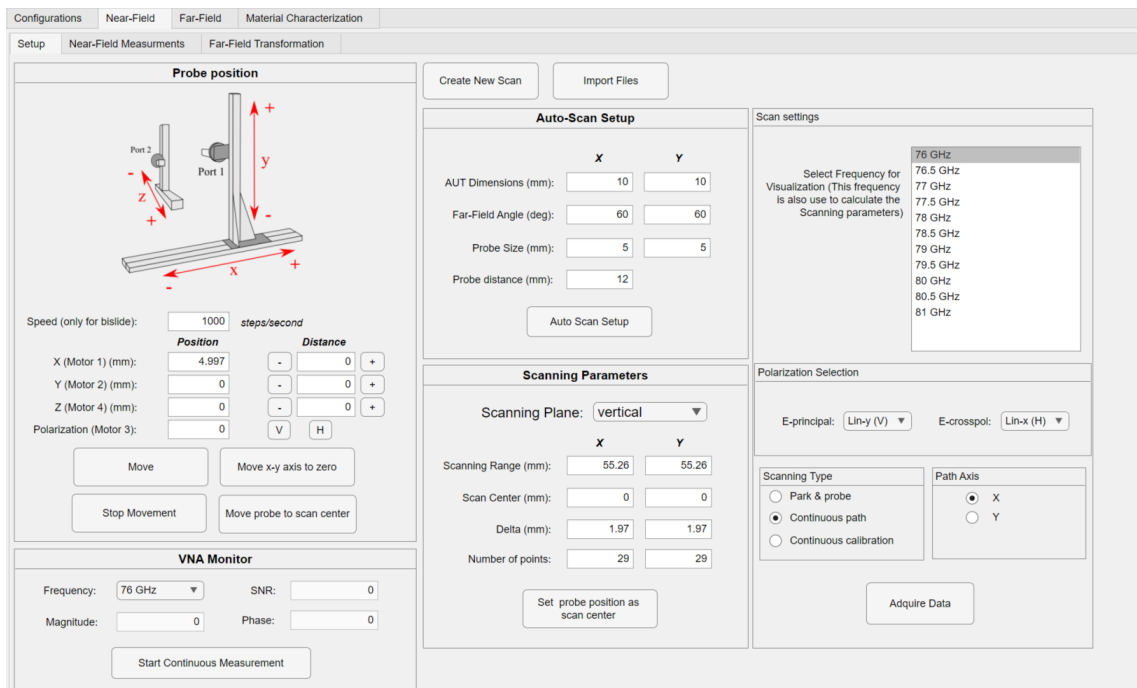 Configurations Near-Field Far-Field Material Characterization
Setup Near-Field Measurments Far-Field Transformation
Probe position
+
Port 2
Port 1
y
-
z
+
-
+
x
-
Speed (only for bislide): 1000 steps/second
Position Distance
X (Motor 1) (mm): 4.997 - 0 +
Y (Motor 2) (mm): 0 - 0 +
Z (Motor 4) (mm): 0 - 0 +
Polarization (Motor 3): 0 V H
Move Move x-y axis to zero
Stop Movement Move probe to scan center
VNA Monitor
Frequency: 76 GHz SNR: 0
Magnitude: 0 Phase: 0
Start Continuous Measurement
Create New Scan Import Files
Auto-Scan Setup
X Y
AUT Dimensions (mm): 10 10
Far-Field Angle (deg): 60 60
Probe Size (mm): 5 5
Probe distance (mm): 12
Auto Scan Setup
Scanning Parameters
Scanning Plane: vertical
X Y
Scanning Range (mm): 55.26 55.26
Scan Center (mm): 0 0
Delta (mm): 1.97 1.97
Number of points: 29 29
Set probe position as
scan center
Scan settings
Select Frequency for
Visualization (This frequency
is also use to calculate the
Scanning parameters)
76 GHz
76.5 GHz
77 GHz
77.5 GHz
78 GHz
78.5 GHz
79 GHz
79.5 GHz
80 GHz
80.5 GHz
81 GHz
Polarization Selection
E-principal: Lin-y (V) E-crosspol: Lin-x (H)
Scanning Type
Park & probe
Continuous path
Continuous calibration
Path Axis
X
Y
Adquire Data